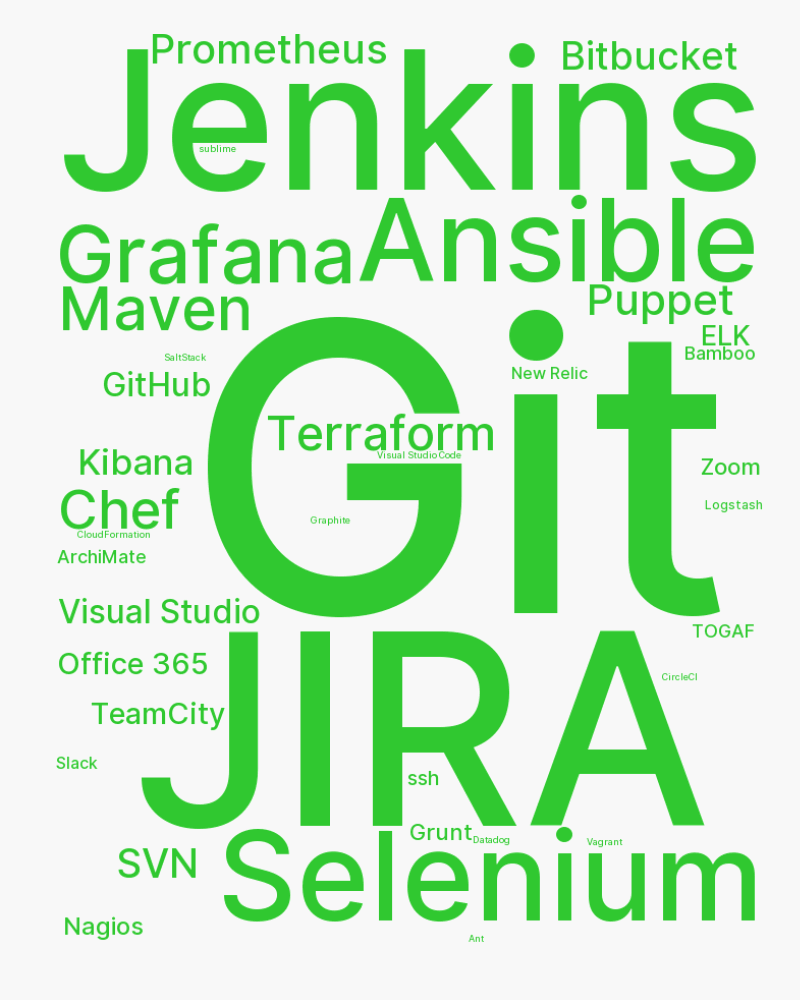 Prometheus
Bitbucket
Jenkins
sublime
Ansible
Grafana
Maven
Puppet
ELK
Bamboo
SaltStack
New Relic
GitHub
Git
Terraform
Visual Studio Code
Kibana
Zoom
Chef
Logstash
Graphite
CloudFormation
ArchiMate
Visual Studio
TOGAF
Office 365
CircleCI
JIRA
TeamCity
Slack
ssh
Grunt
Datadog
Vagrant
SVN
Selenium
Nagios
Ant